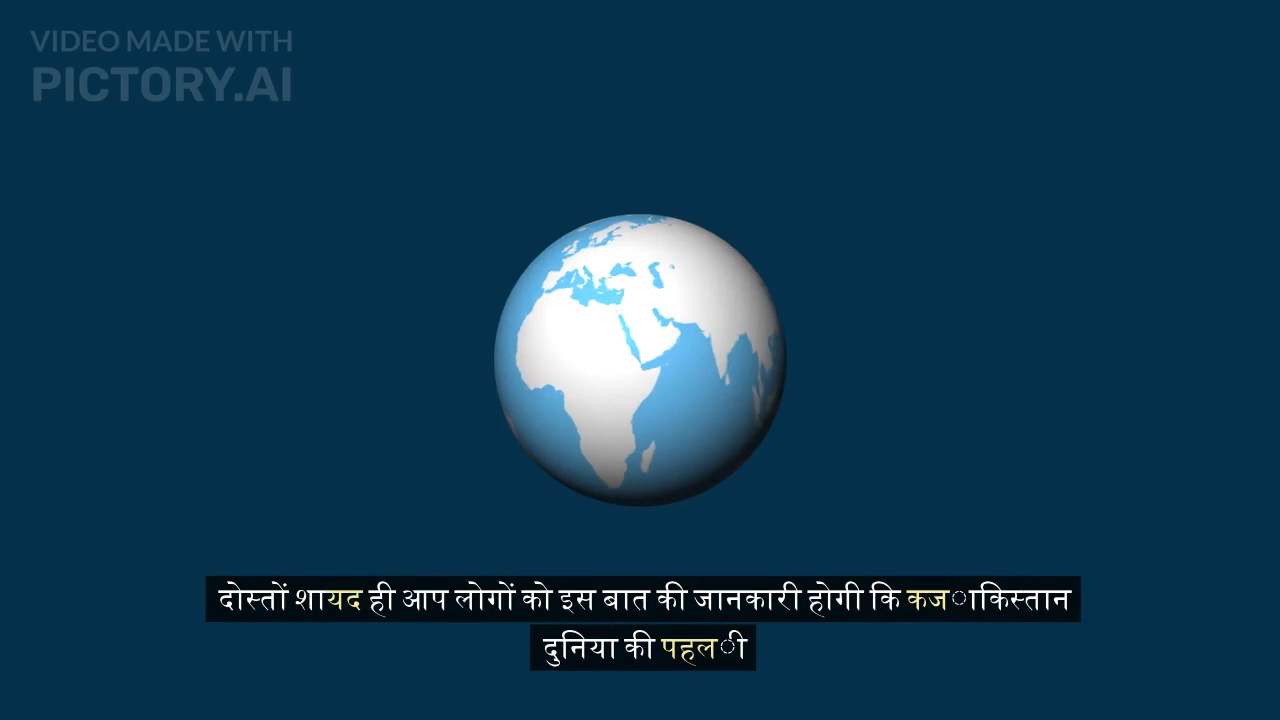 VIDEO MADE WITH
PICTORY.AI
दोस्तों शायद ही आप लोगों को इस बात की जानकारी होगी कि कजाकिस्तान
दुनिया की पहली